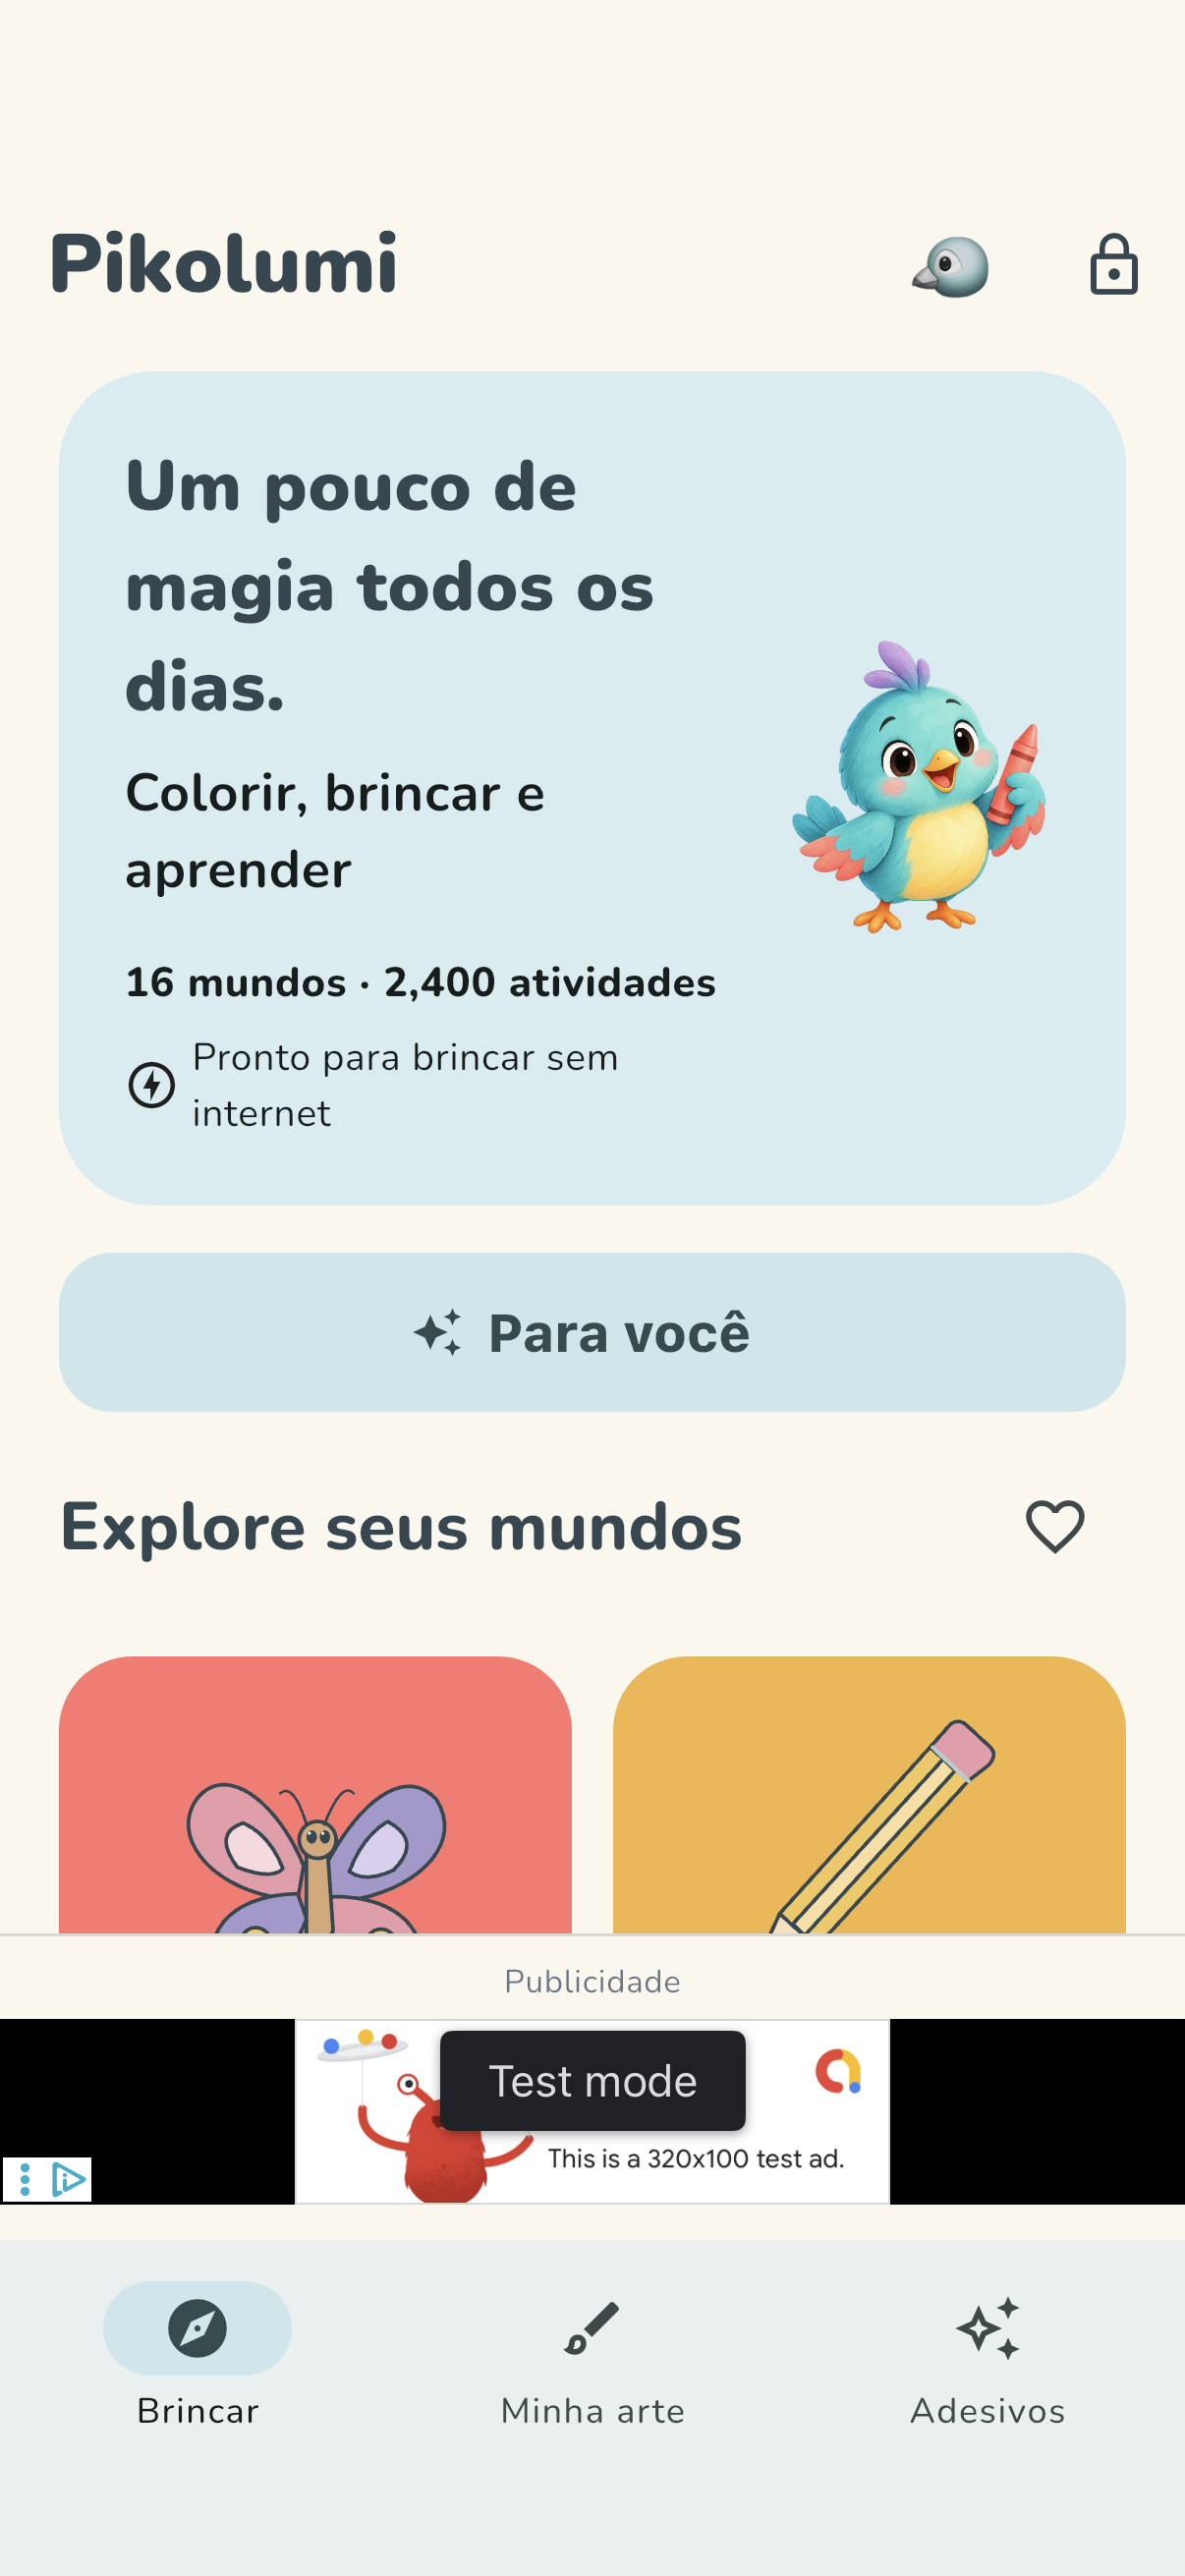 Pikolumi
Um pouco de
magia todos os
dias.
Colorir, brincar e
aprender
16 mundos · 2,400 atividades
Pronto para brincar sem
internet
Para você
Explore seus mundos
Publicidade
Test mode
This is a 320x100 test ad.
Brincar
Minha arte
Adesivos